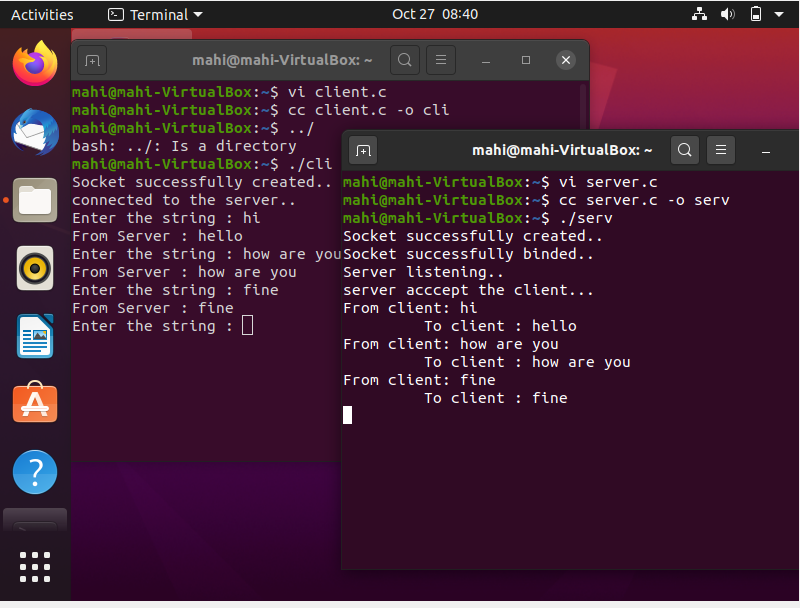 Activities Terminal Oct 27 08:40
mahi@mahi-VirtualBox: ~
mahi@mahi-VirtualBox:~$ vi client.c
mahi@mahi-VirtualBox:~$ cc client.c -o cli
mahi@mahi-VirtualBox:~$ ../
bash: ../: Is a directory
mahi@mahi-VirtualBox:~$ ./cli
Socket successfully created..
connected to the server..
Enter the string : hi
From Server : hello
Enter the string : how are you
From Server : how are you
Enter the string : fine
From Server : fine
Enter the string :
mahi@mahi-VirtualBox: ~
mahi@mahi-VirtualBox:~$ vi server.c
mahi@mahi-VirtualBox:~$ cc server.c -o serv
mahi@mahi-VirtualBox:~$ ./serv
Socket successfully created..
Socket successfully binded..
Server listening..
server acccept the client...
From client: hi
To client : hello
From client: how are you
To client : how are you
From client: fine
To client : fine